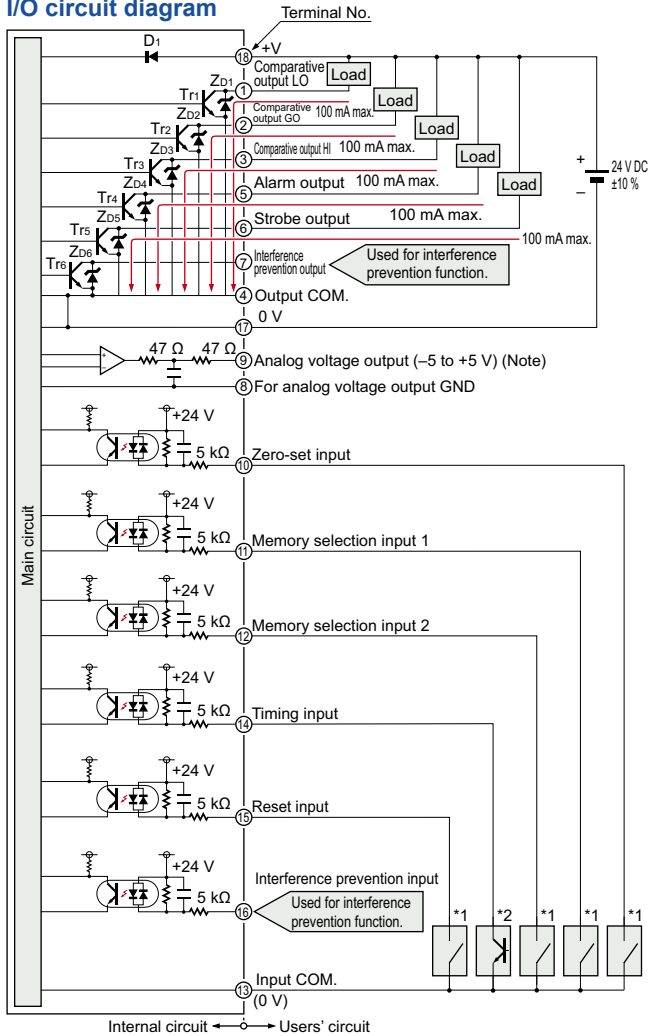 I/O circuit diagram
Terminal No.
D1
18 +V
Comparative output LO
Load
ZD1
1
Tr1
Load
ZD2
Comparative output GO
100 mA max.
2
Tr2
Load
ZD3
Comparative output HI
100 mA max.
3
Tr3
Load
ZD4
Alarm output
100 mA max.
5
Tr4
Load
ZD5
Strobe output
100 mA max.
6
Tr5
100 mA max.
+
−
24 V DC
±10 %
ZD6
7
Interference prevention output
Used for interference prevention function.
Tr6
4 Output COM.
0 V
17
+
−
47 Ω
47 Ω
9 Analog voltage output (–5 to +5 V) (Note)
8 For analog voltage output GND
+24 V
5 kΩ
10
Zero-set input
+24 V
5 kΩ
11
Memory selection input 1
Main circuit
+24 V
5 kΩ
12
Memory selection input 2
+24 V
5 kΩ
14
Timing input
+24 V
5 kΩ
15
Reset input
+24 V
5 kΩ
16
Interference prevention input
Used for interference prevention function.
*1
*2
*1
*1
*1
13
Input COM.
(0 V)
Internal circuit
Users' circuit